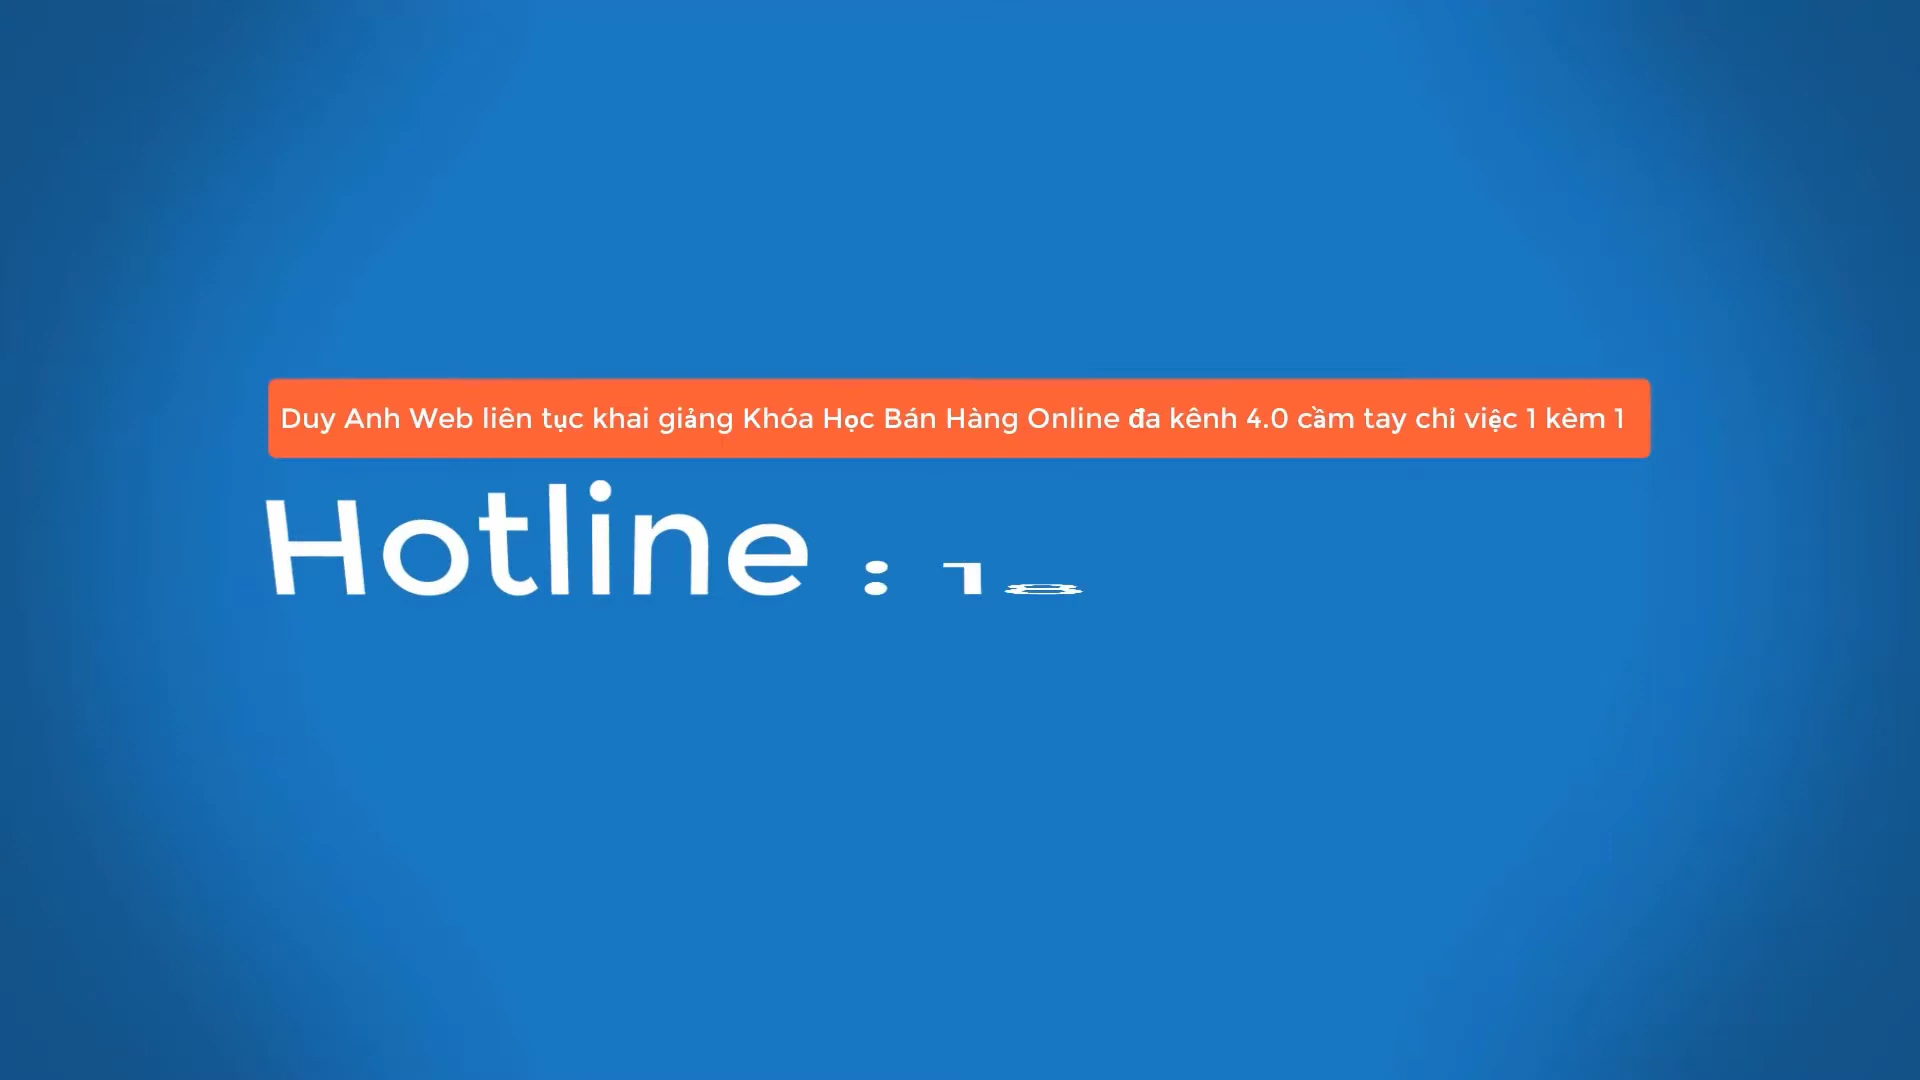 Duy Anh Web liên tục khai giảng Khóa Học Bán Hàng Online đa kênh 4.0 cầm tay chỉ việc 1 kèm 1
Hotline : 1